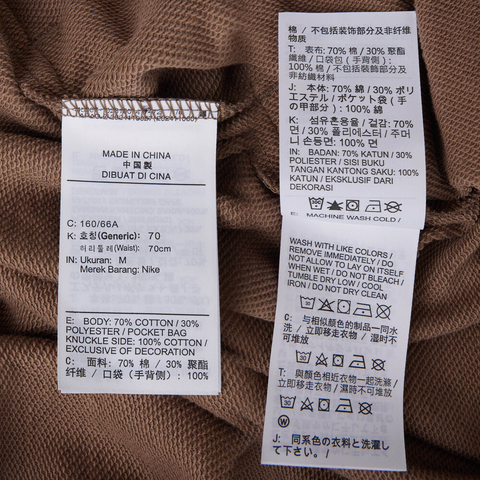 MADE IN CHINA
中国製
DIBUAT DI CINA
C: 160/66A
K: 호칭(Generic): 70
허리둘레(Waist): 70cm
IN: Ukuran: M
Merek Barang: Nike
E: BODY: 70% COTTON / 30%
POLYESTER / POCKET BAG
KNUCKLE SIDE: 100% COTTON /
EXCLUSIVE OF DECORATION
C: 面料: 70% 棉 / 30% 聚酯
纤维 / 口袋 (手背侧) : 100%
棉 / 不包括装饰部分及非纤维
物质
T: 表布: 70% 棉 / 30% 聚酯
纖維 / 口袋包 (手背側) :
100% 棉 / 不包括裝飾部分及
非紡織材料
J: 本体: 70% 綿 / 30% ポリ
エステル / ポケット袋 (手
の甲部分) : 100% 綿
K: 섬유혼용율 / 겉감: 70%
면 / 30% 폴리에스터 / 주머
니 손등면: 100% 면
IN: BADAN: 70% KATUN / 30%
POLIESTER / SISI BUKU
TANGAN KANTONG SAKU: 100%
KATUN / EKSKLUSIF DARI
DEKORASI
E: MACHINE WASH COLD /
WASH WITH LIKE COLORS /
REMOVE IMMEDIATELY / DO
NOT ALLOW TO LAY ON ITSELF
WHEN WET / DO NOT BLEACH /
TUMBLE DRY LOW / COOL
IRON / DO NOT DRY CLEAN
C: 与相似颜色的制品一同水
洗 / 立即移走衣物 / 湿时不
可堆放
T: 與顏色相近衣物一起洗滌 /
立即移走衣物 / 濕時不可堆放
J: 同系色の衣料と洗濯し
て下さい /